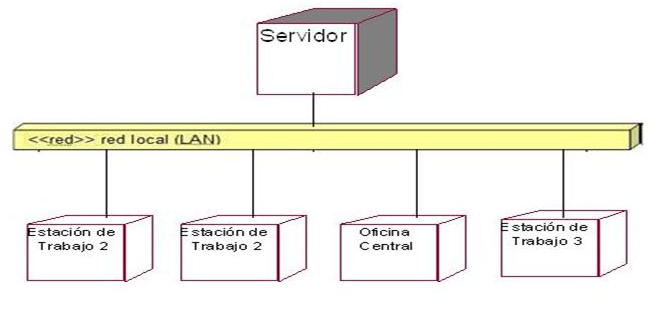 Servidor
<<red>> red local (LAN)
Estación de
Trabajo 2
Estación de
Trabajo 2
Oficina
Central
Estación de
Trabajo 3